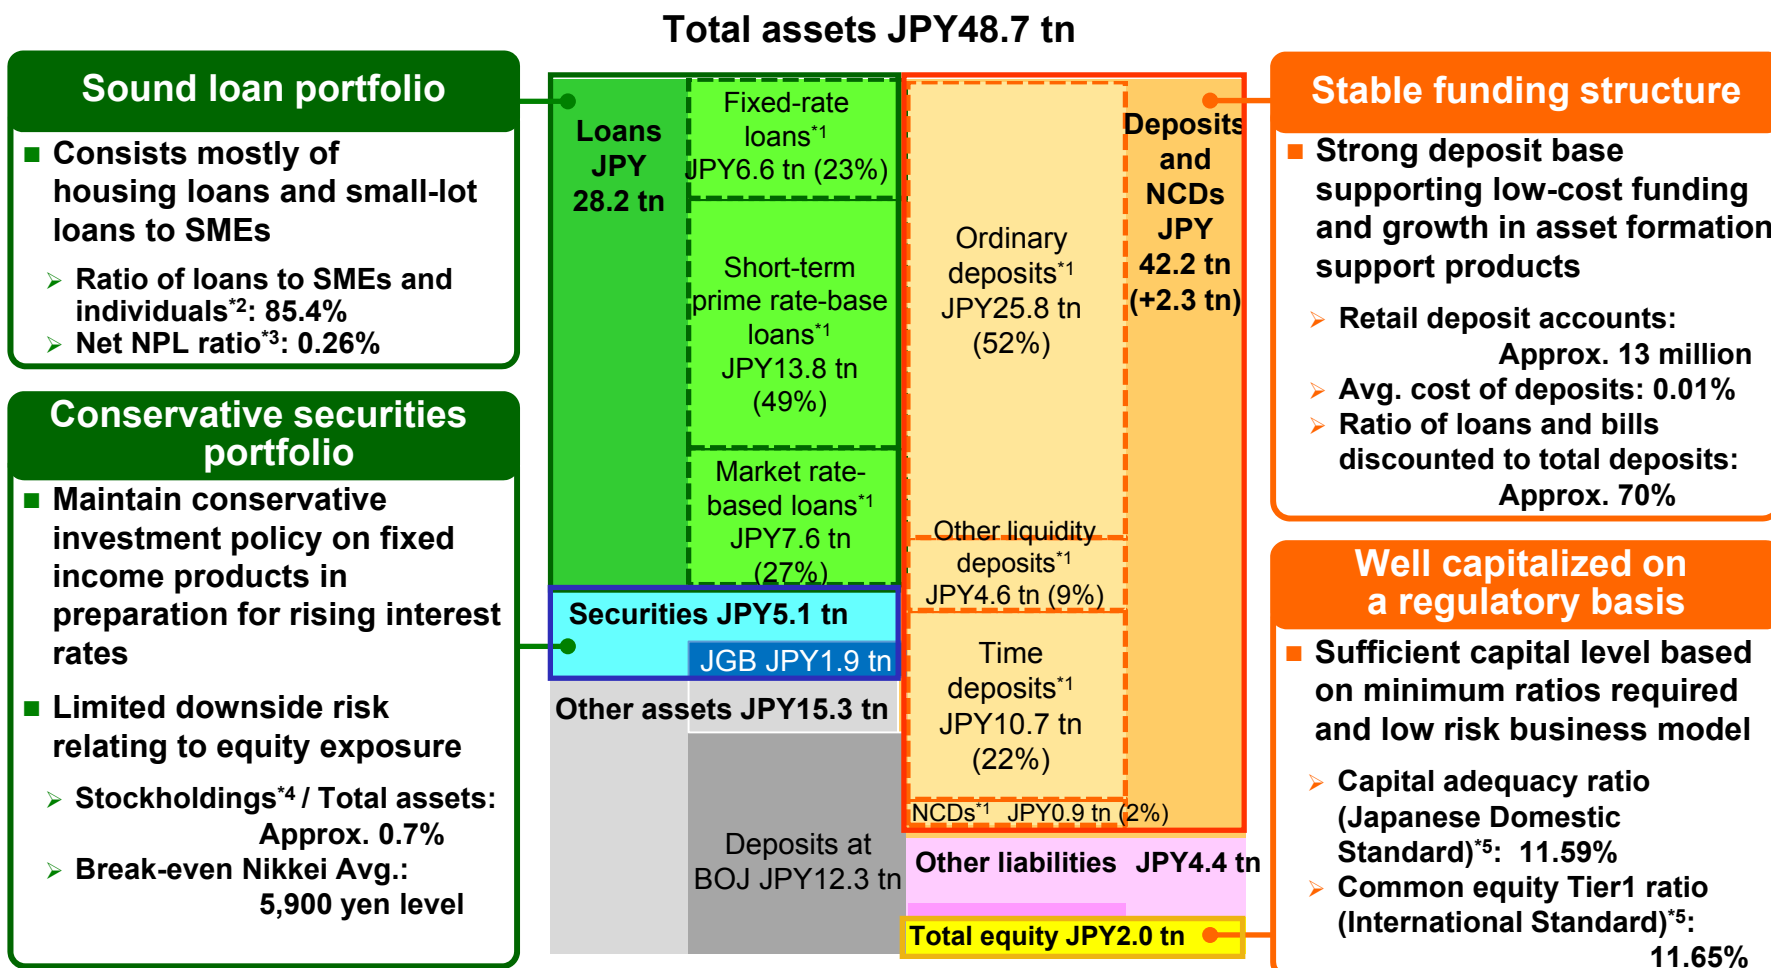 Total assets JPY48.7 tn
Sound loan portfolio
■ Consists mostly of
housing loans and small-lot
loans to SMEs
➢ Ratio of loans to SMEs and
individuals*2: 85.4%
➢ Net NPL ratio*3: 0.26%
Conservative securities
portfolio
■ Maintain conservative
investment policy on fixed
income products in
preparation for rising interest
rates
■ Limited downside risk
relating to equity exposure
➢ Stockholdings*4 / Total assets:
Approx. 0.7%
➢ Break-even Nikkei Avg.:
5,900 yen level
Loans
JPY
28.2 tn
Fixed-rate
loans*1
JPY6.6 tn (23%)
Short-term
prime rate-base
loans*1
JPY13.8 tn
(49%)
Market rate-
based loans*1
JPY7.6 tn
(27%)
Securities JPY5.1 tn
JGB JPY1.9 tn
Other assets JPY15.3 tn
Deposits at
BOJ JPY12.3 tn
Ordinary
deposits*1
JPY25.8 tn
(52%)
Other liquidity
deposits*1
JPY4.6 tn (9%)
Time
deposits*1
JPY10.7 tn
(22%)
NCDs*1 JPY0.9 tn (2%)
Deposits
and
NCDs
JPY
42.2 tn
(+2.3 tn)
Other liabilities JPY4.4 tn
Total equity JPY2.0 tn
Stable funding structure
■ Strong deposit base
supporting low-cost funding
and growth in asset formation
support products
➢ Retail deposit accounts:
Approx. 13 million
➢ Avg. cost of deposits: 0.01%
➢ Ratio of loans and bills
discounted to total deposits:
Approx. 70%
Well capitalized on
a regulatory basis
■ Sufficient capital level based
on minimum ratios required
and low risk business model
➢ Capital adequacy ratio
(Japanese Domestic
Standard)*5: 11.59%
➢ Common equity Tier1 ratio
(International Standard)*5:
11.65%